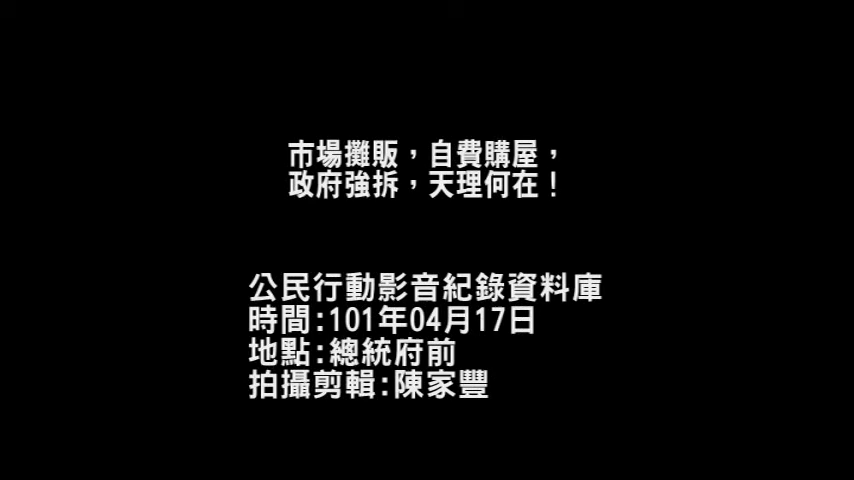 市場攤販，自費購屋，
政府強拆，天理何在！
公民行動影音紀錄資料庫
時間:101年04月17日
地點:總統府前
拍攝剪輯:陳家豐